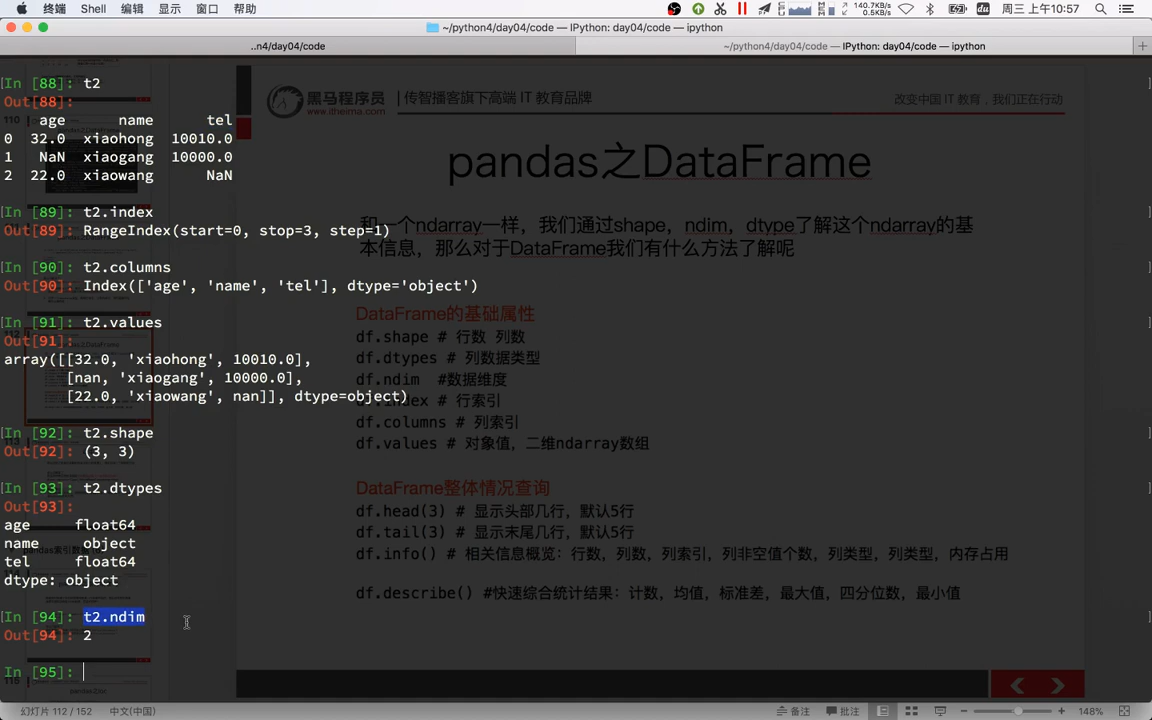 终端 Shell 编辑 显示 窗口 帮助 140.7KB/s 0.5KB/s 周三 上午10:57
~/python4/day04/code — IPython: day04/code — ipython
..n4/day04/code
~/python4/day04/code — IPython: day04/code — ipython
[In [88]: t2
Out[88]:
age name tel
0 32.0 xiaohong 10010.0
1 NaN xiaogang 10000.0
2 22.0 xiaowang NaN
[In [89]: t2.index
Out[89]: RangeIndex(start=0, stop=3, step=1)
[In [90]: t2.columns
Out[90]: Index(['age', 'name', 'tel'], dtype='object')
[In [91]: t2.values
Out[91]:
array([[32.0, 'xiaohong', 10010.0],
[nan, 'xiaogang', 10000.0],
[22.0, 'xiaowang', nan]], dtype=object)
[In [92]: t2.shape
Out[92]: (3, 3)
[In [93]: t2.dtypes
Out[93]:
age float64
name object
tel float64
dtype: object
[In [94]: t2.ndim
Out[94]: 2
In [95]:
黑马程序员 | 传智播客旗下高端 IT 教育品牌
www.itheima.com
改变中国 IT 教育，我们正在行动
pandas之DataFrame
和一个ndarray一样，我们通过shape，ndim，dtype了解这个ndarray的基
本信息，那么对于DataFrame我们有什么方法了解呢
DataFrame的基础属性
df.shape # 行数 列数
df.dtypes # 列数据类型
df.ndim #数据维度
df.index # 行索引
df.columns # 列索引
df.values # 对象值，二维ndarray数组
DataFrame整体情况查询
df.head(3) # 显示头部几行，默认5行
df.tail(3) # 显示末尾几行，默认5行
df.info() # 相关信息概览：行数，列数，列索引，列非空值个数，列类型，列类型，内存占用
df.describe() #快速综合统计结果：计数，均值，标准差，最大值，四分位数，最小值
幻灯片 112 / 152 中文(中国) 备注 批注 148%